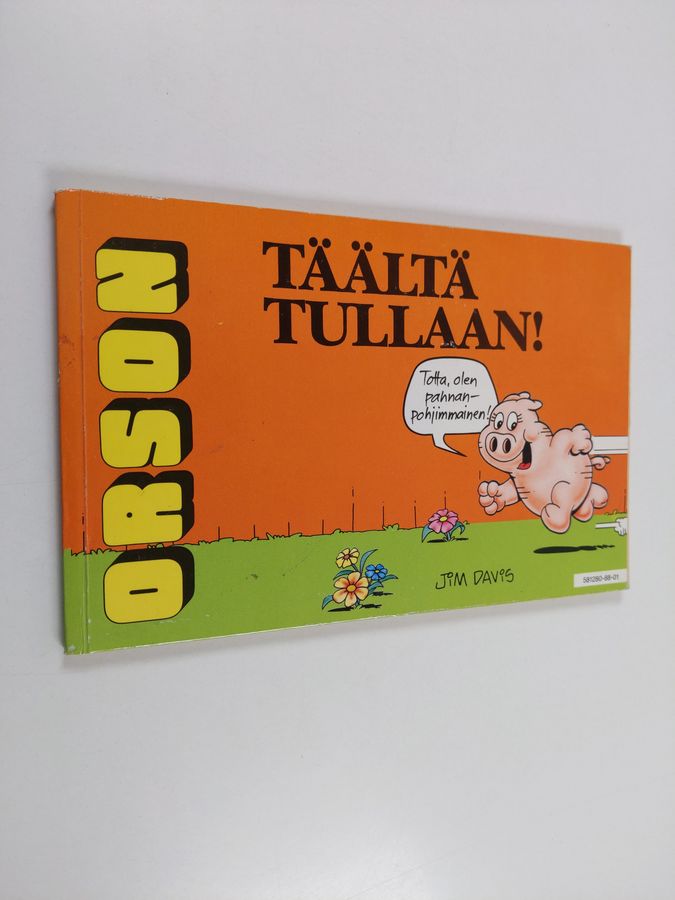 ORSON
TÄÄLTÄ
TULLAAN!
Totta, olen
pahnan-
pohjimmainen!
JIM DAVIS
581280-88-01